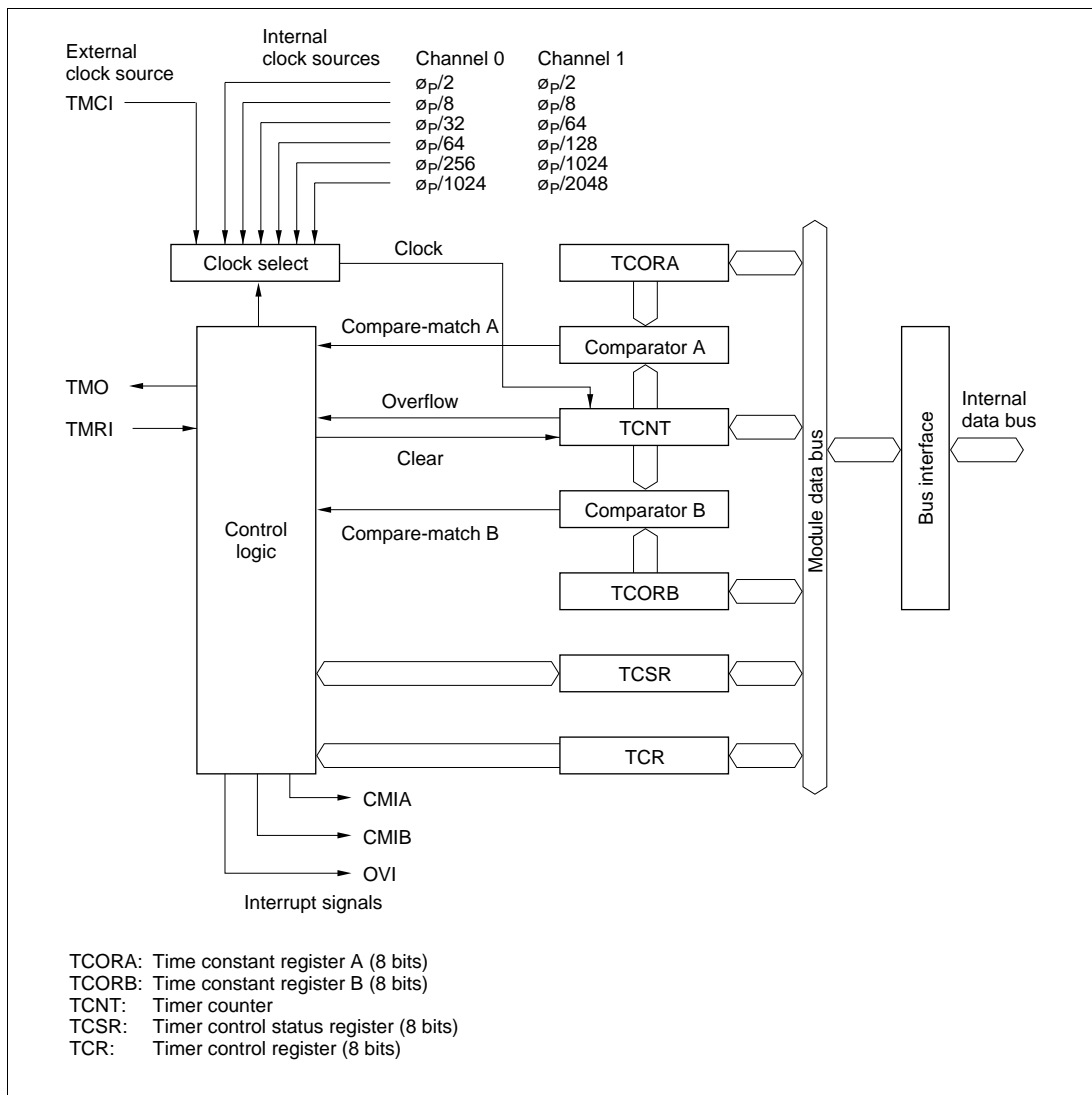 External
clock source
TMCI
Internal
clock sources
Channel 0 Channel 1
øP/2 øP/2
øP/8 øP/8
øP/32 øP/64
øP/64 øP/128
øP/256 øP/1024
øP/1024 øP/2048
Clock select
Clock
TCORA
Compare-match A
Comparator A
TMO
TMRI
Overflow
TCNT
Clear
Internal
data bus
Module data bus
Bus interface
Control
logic
Comparator B
Compare-match B
TCORB
TCSR
TCR
CMIA
CMIB
OVI
Interrupt signals
TCORA: Time constant register A (8 bits)
TCORB: Time constant register B (8 bits)
TCNT: Timer counter
TCSR: Timer control status register (8 bits)
TCR: Timer control register (8 bits)